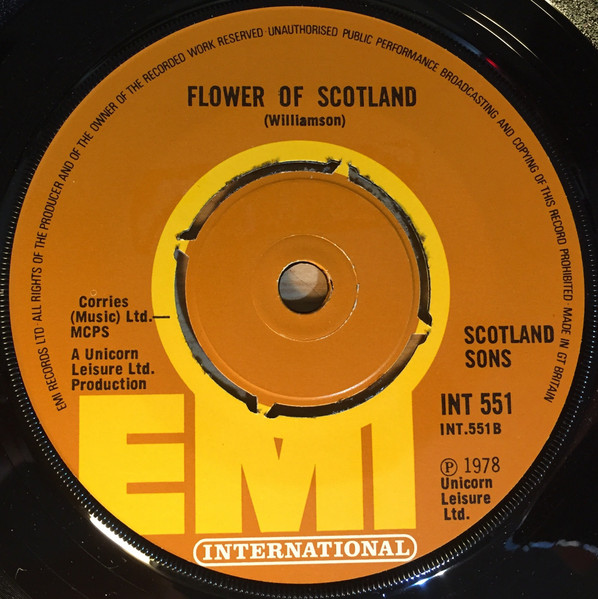 EMI RECORDS LTD ALL RIGHTS OF THE PRODUCER AND OF THE OWNER OF THE RECORDED WORK RESERVED · UNAUTHORISED PUBLIC PERFORMANCE BROADCASTING AND COPYING OF THIS RECORD PROHIBITED · MADE IN GT BRITAIN
FLOWER OF SCOTLAND
(Williamson)
Corries
(Music) Ltd.—
MCPS
A Unicorn
Leisure Ltd.
Production
SCOTLAND
SONS
INT 551
INT.551B
Ⓟ 1978
Unicorn
Leisure
Ltd.
EMI
INTERNATIONAL